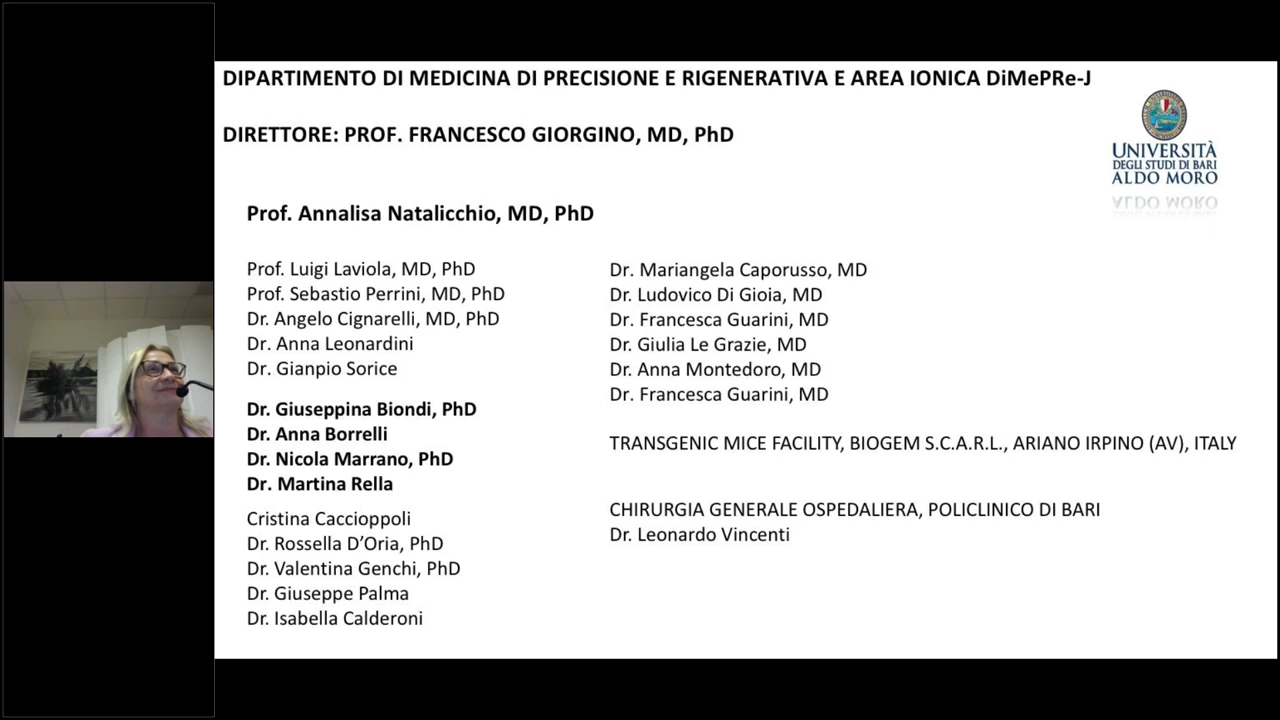 DIPARTIMENTO DI MEDICINA DI PRECISIONE E RIGENERATIVA E AREA IONICA DiMePRe-J
DIRETTORE: PROF. FRANCESCO GIORGINO, MD, PhD
UNIVERSITÀ
DEGLI STUDI DI BARI
ALDO MORO
Prof. Annalisa Natalicchio, MD, PhD
Prof. Luigi Laviola, MD, PhD
Prof. Sebastio Perrini, MD, PhD
Dr. Angelo Cignarelli, MD, PhD
Dr. Anna Leonardini
Dr. Gianpio Sorice
Dr. Giuseppina Biondi, PhD
Dr. Anna Borrelli
Dr. Nicola Marrano, PhD
Dr. Martina Rella
Cristina Caccioppoli
Dr. Rossella D’Oria, PhD
Dr. Valentina Genchi, PhD
Dr. Giuseppe Palma
Dr. Isabella Calderoni
Dr. Mariangela Caporusso, MD
Dr. Ludovico Di Gioia, MD
Dr. Francesca Guarini, MD
Dr. Giulia Le Grazie, MD
Dr. Anna Montedoro, MD
Dr. Francesca Guarini, MD
TRANSGENIC MICE FACILITY, BIOGEM S.C.A.R.L., ARIANO IRPINO (AV), ITALY
CHIRURGIA GENERALE OSPEDALIERA, POLICLINICO DI BARI
Dr. Leonardo Vincenti